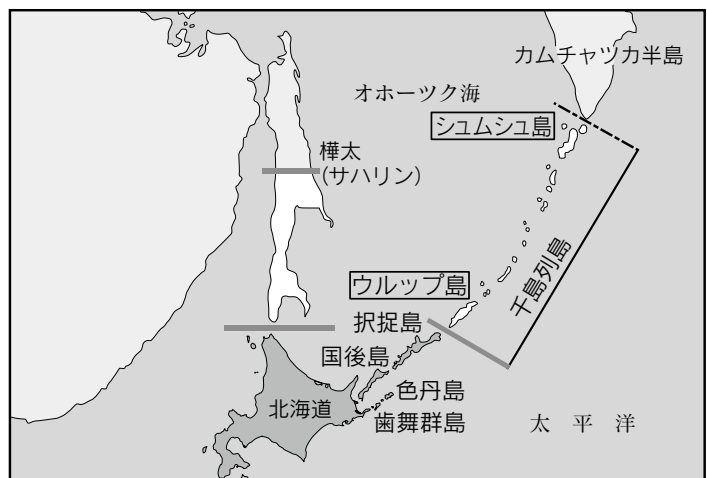 カムチャツカ半島
オホーツク海
シュムシュ島
樺太
(サハリン)
千島列島
ウルップ島
択捉島
国後島
色丹島
北海道
歯舞群島
太平洋